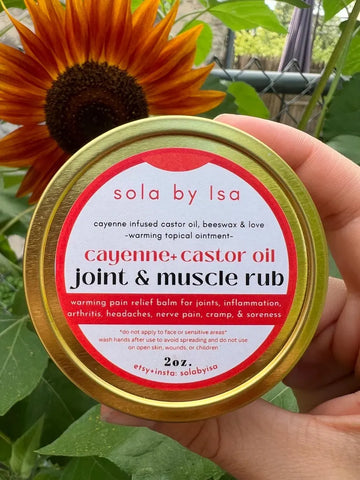 sola by Isa
cayenne infused castor oil, beeswax & love
-warming topical ointment-
cayenne+castor oil
joint & muscle rub
warming pain relief balm for joints, inflammation,
arthritis, headaches, nerve pain, cramp, & soreness
*do not apply to face or sensitive areas*
wash hands after use to avoid spreading and do not use
on open skin, wounds, or children
2oz.
etsy+insta: solabyisa